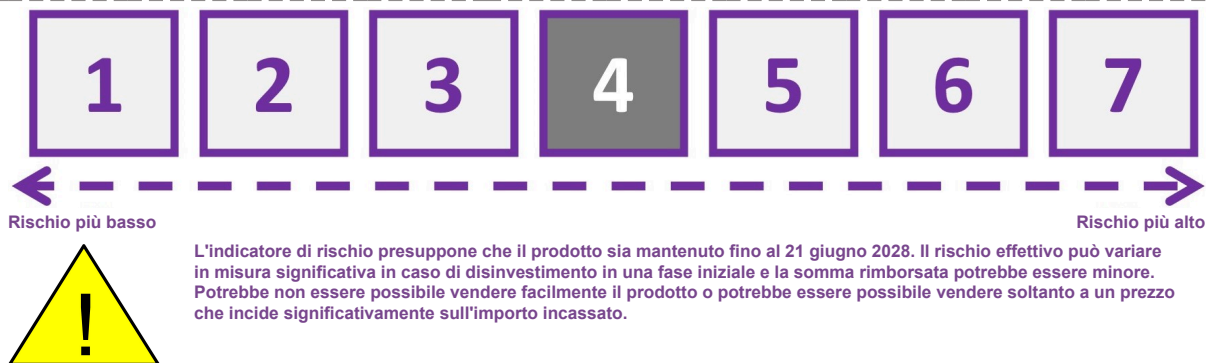 1 2 3 4 5 6 7
Rischio più basso Rischio più alto
L'indicatore di rischio presuppone che il prodotto sia mantenuto fino al 21 giugno 2028. Il rischio effettivo può variare
in misura significativa in caso di disinvestimento in una fase iniziale e la somma rimborsata potrebbe essere minore.
Potrebbe non essere possibile vendere facilmente il prodotto o potrebbe essere possibile vendere soltanto a un prezzo
che incide significativamente sull'importo incassato.
!